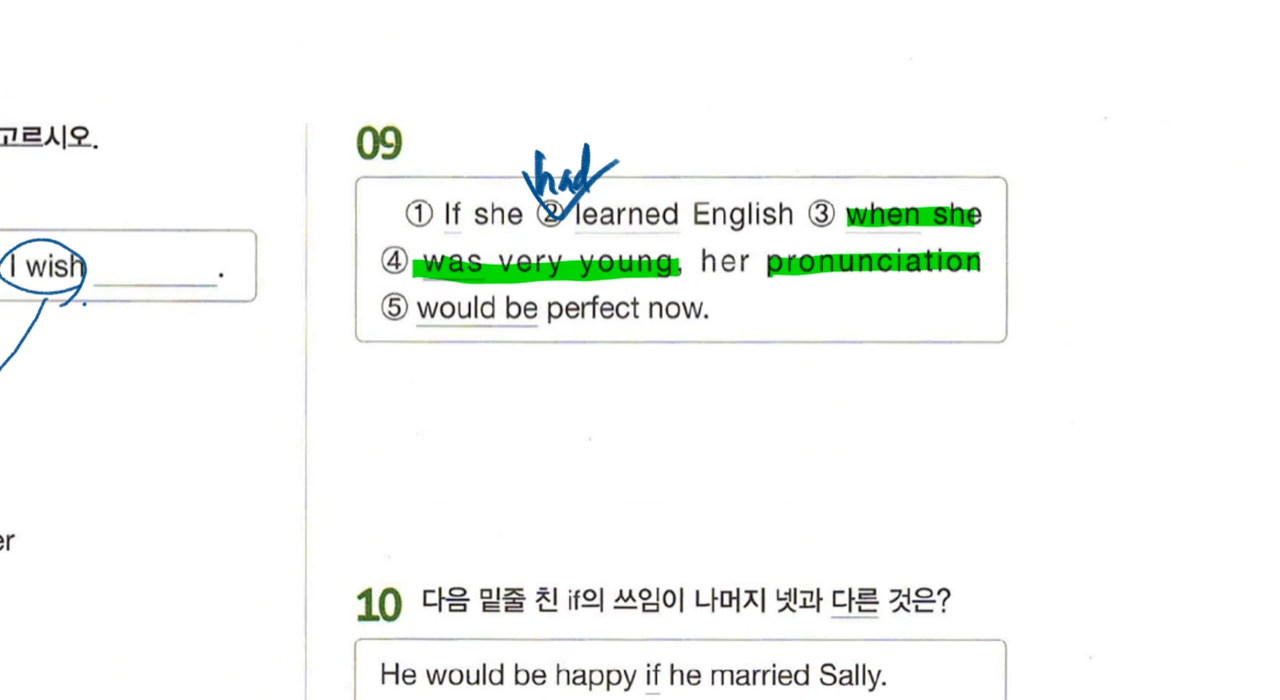 고르시오.
I wish ________.
er
09
had
① If she ② learned English ③ when she
④ was very young, her pronunciation
⑤ would be perfect now.
10 다음 밑줄 친 if의 쓰임이 나머지 넷과 다른 것은?
He would be happy if he married Sally.